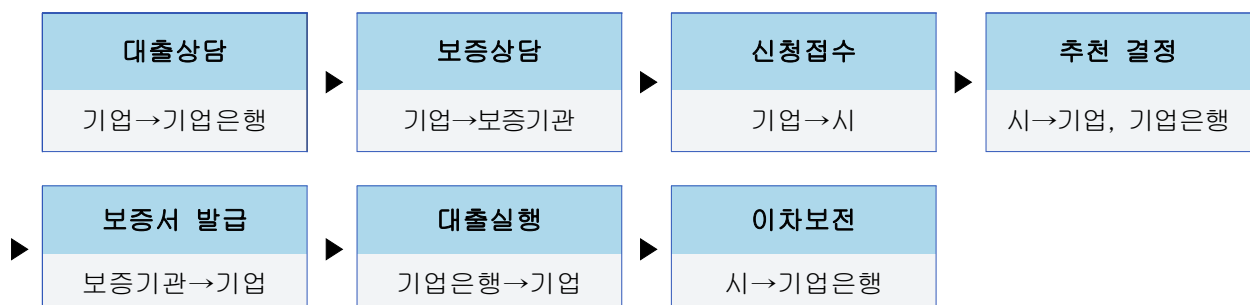 대출상담
기업→기업은행
▶
보증상담
기업→보증기관
▶
신청접수
기업→시
▶
추천 결정
시→기업, 기업은행
▶
보증서 발급
보증기관→기업
▶
대출실행
기업은행→기업
▶
이차보전
시→기업은행